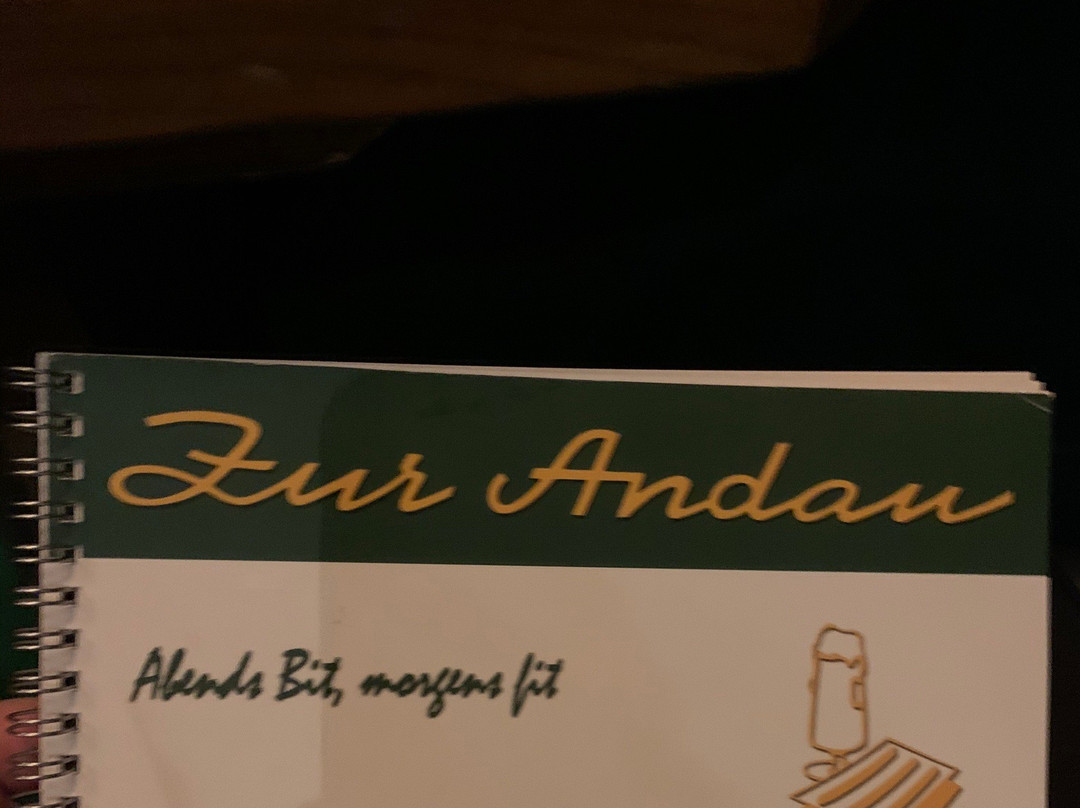 Zur Andau
Abends Bit, morgens fit